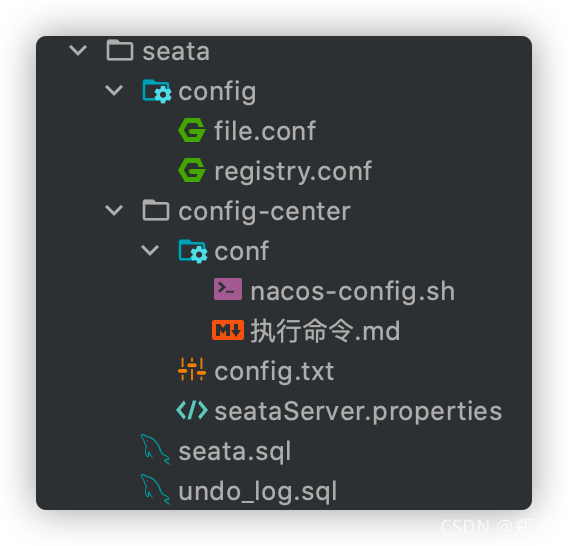 seata
config
file.conf
registry.conf
config-center
conf
nacos-config.sh
执行命令.md
config.txt
seataServer.properties
seata.sql
undo_log.sql
CSDN @郑